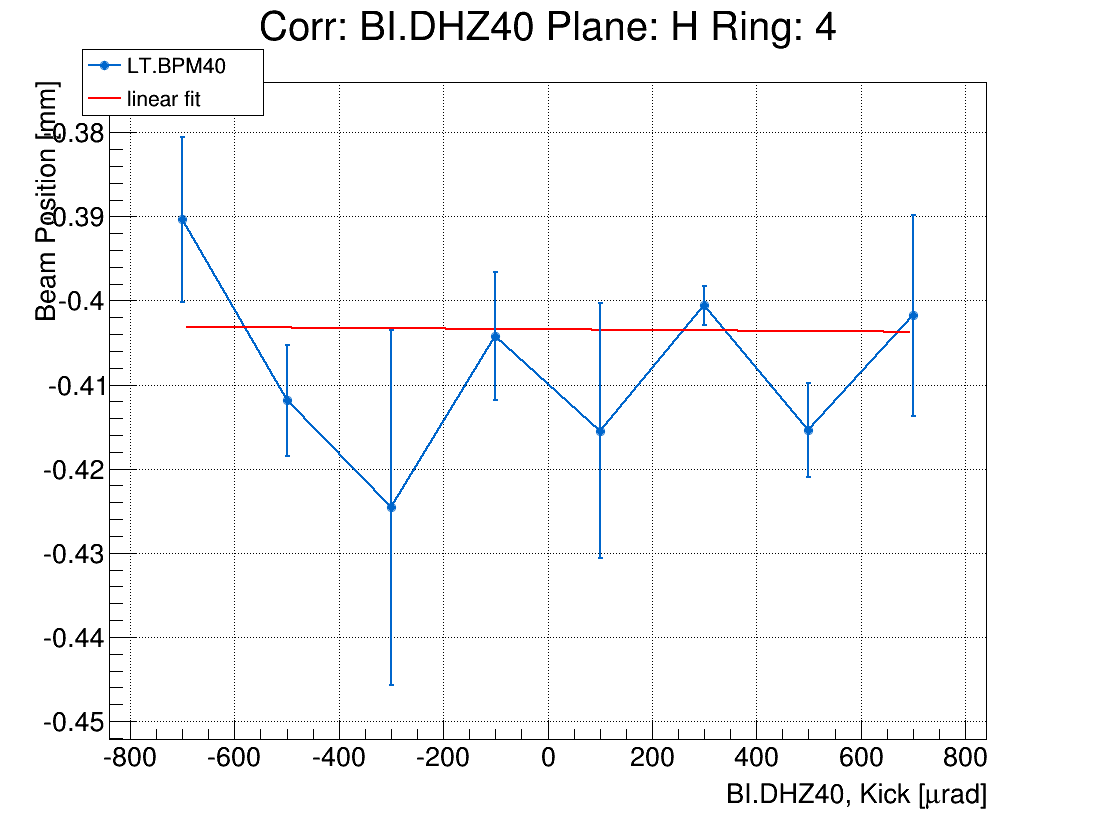 Corr: BI.DHZ40 Plane: H Ring: 4
LT.BPM40
linear fit
Beam Position [mm]
-0.38
-0.39
-0.4
-0.41
-0.42
-0.43
-0.44
-0.45
-800 -600 -400 -200 0 200 400 600 800
BI.DHZ40, Kick [μrad]